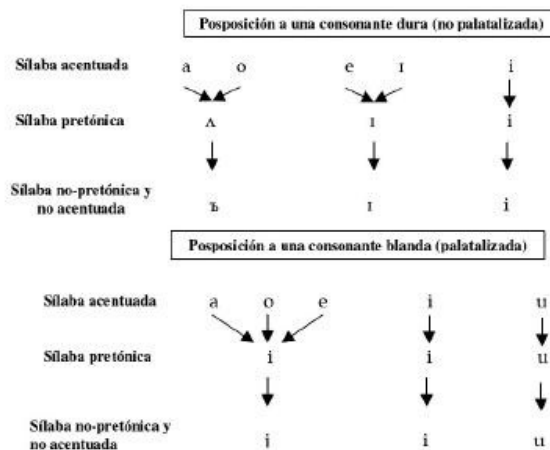 Posposición a una consonante dura (no palatalizada)
Sílaba acentuada a o e ɪ i
Sílaba pretónica ʌ ɪ i
Sílaba no-pretónica y
no acentuada ъ ɪ i
Posposición a una consonante blanda (palatalizada)
Sílaba acentuada a o e i u
Sílaba pretónica i i u
Sílaba no-pretónica y
no acentuada i u